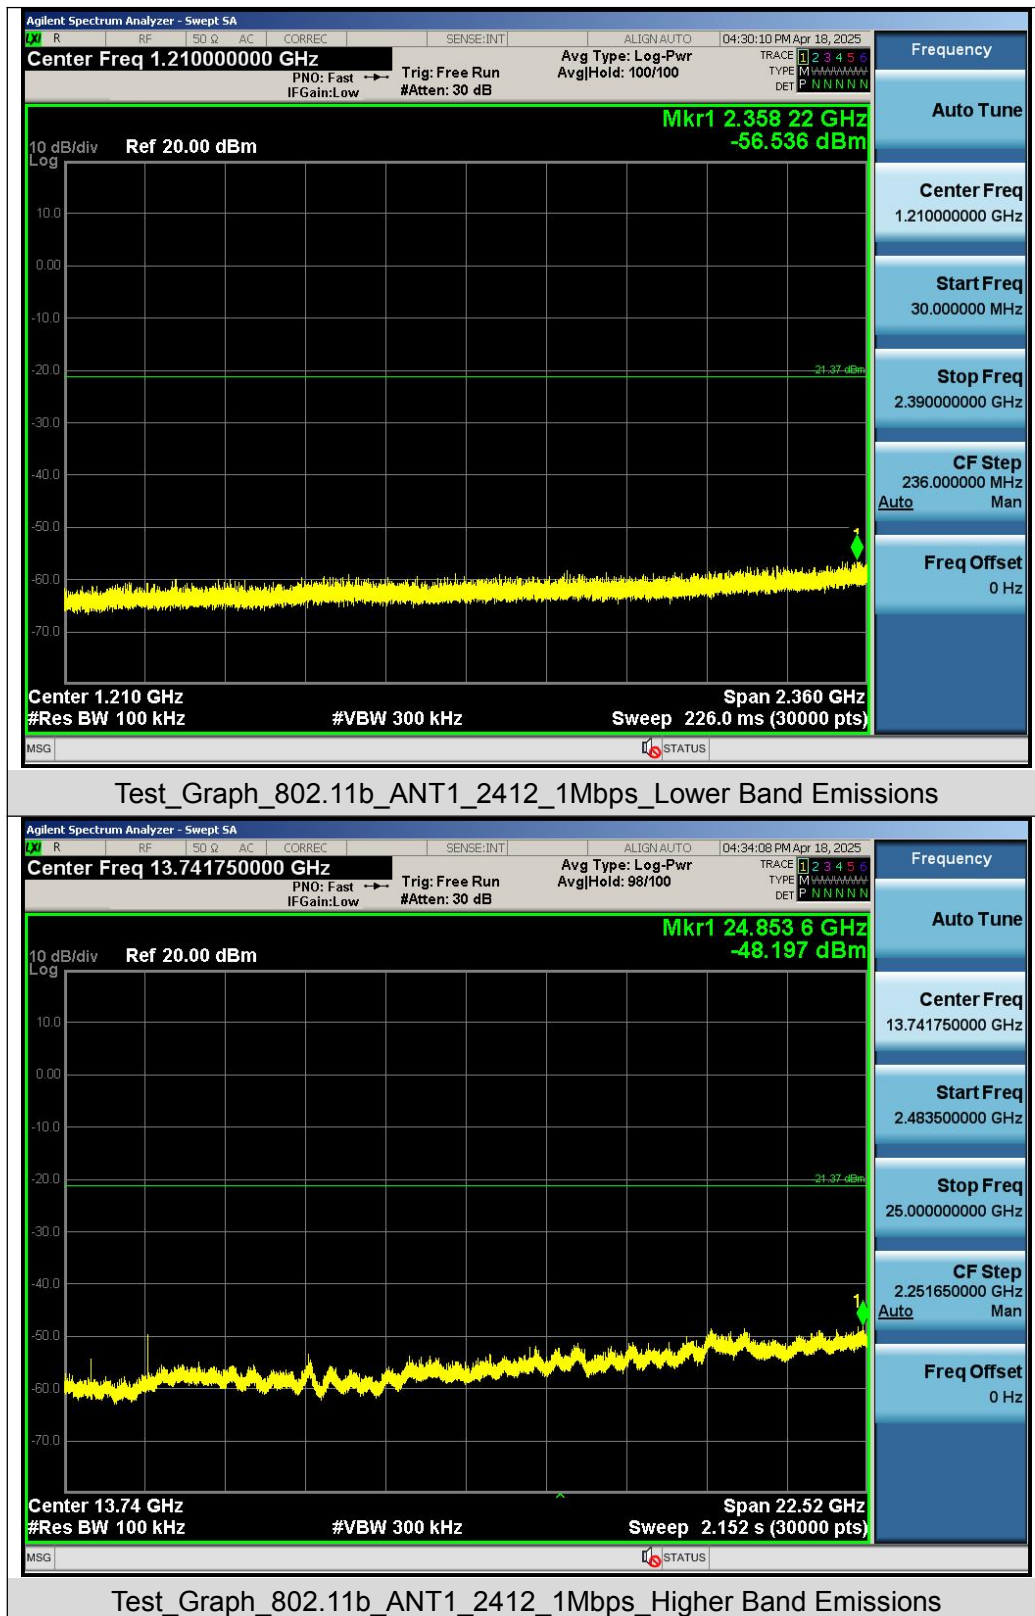 Agilent Spectrum Analyzer - Swept SA
LXI R RF 50 Ω AC CORREC SENSE:INT ALIGN AUTO 04:30:10 PM Apr 18, 2025
Center Freq 1.210000000 GHz
PNO: Fast
IFGain:Low
Trig: Free Run
#Atten: 30 dB
Avg Type: Log-Pwr
Avg|Hold: 100/100
TRACE 1 2 3 4 5 6
TYPE M
DET P N N N N N
Frequency
Mkr1 2.358 22 GHz
-56.536 dBm
10 dB/div Ref 20.00 dBm
Log
10.0
0.00
-10.0
-20.0
-21.37 dBm
-30.0
-40.0
-50.0
1
-60.0
-70.0
Center 1.210 GHz Span 2.360 GHz
#Res BW 100 kHz #VBW 300 kHz Sweep 226.0 ms (30000 pts)
Auto Tune
Center Freq
1.210000000 GHz
Start Freq
30.000000 MHz
Stop Freq
2.390000000 GHz
CF Step
236.000000 MHz
Auto Man
Freq Offset
0 Hz
MSG STATUS
Test_Graph_802.11b_ANT1_2412_1Mbps_Lower Band Emissions
Agilent Spectrum Analyzer - Swept SA
LXI R RF 50 Ω AC CORREC SENSE:INT ALIGN AUTO 04:34:08 PM Apr 18, 2025
Center Freq 13.741750000 GHz
PNO: Fast
IFGain:Low
Trig: Free Run
#Atten: 30 dB
Avg Type: Log-Pwr
Avg|Hold: 98/100
TRACE 1 2 3 4 5 6
TYPE M
DET P N N N N N
Frequency
Mkr1 24.853 6 GHz
-48.197 dBm
10 dB/div Ref 20.00 dBm
Log
10.0
0.00
-10.0
-20.0
-21.37 dBm
-30.0
-40.0
1
-50.0
-60.0
-70.0
Center 13.74 GHz Span 22.52 GHz
#Res BW 100 kHz #VBW 300 kHz Sweep 2.152 s (30000 pts)
Auto Tune
Center Freq
13.741750000 GHz
Start Freq
2.483500000 GHz
Stop Freq
25.000000000 GHz
CF Step
2.251650000 GHz
Auto Man
Freq Offset
0 Hz
MSG STATUS
Test_Graph_802.11b_ANT1_2412_1Mbps_Higher Band Emissions